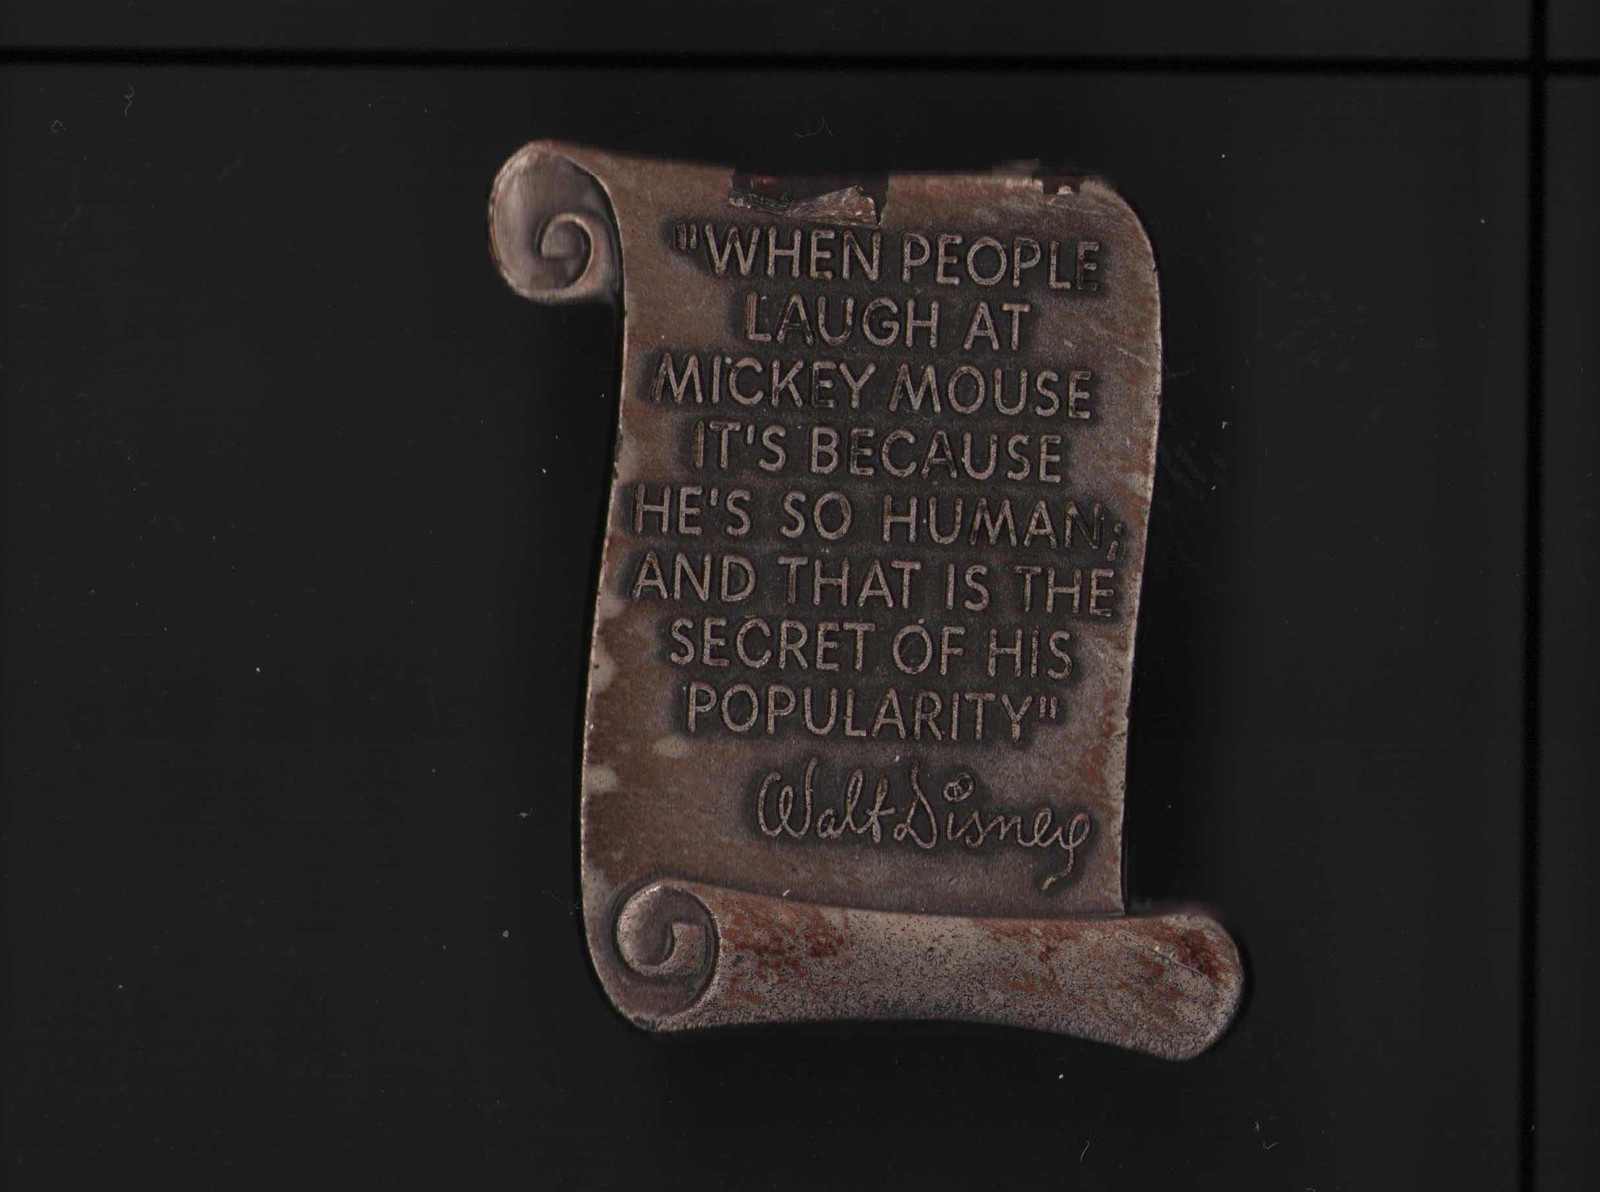 "WHEN PEOPLE
LAUGH AT
MICKEY MOUSE
IT'S BECAUSE
HE'S SO HUMAN;
AND THAT IS THE
SECRET OF HIS
POPULARITY"
Walt Disney